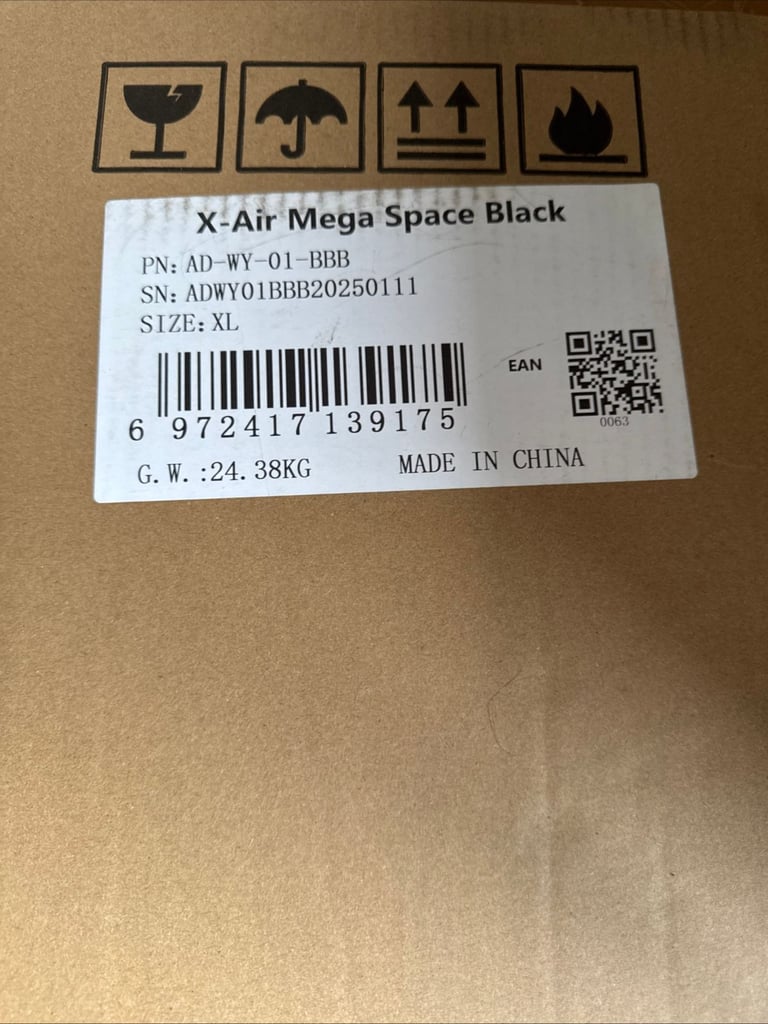 X-Air Mega Space Black
PN: AD-WY-01-BBB
SN: ADWY01BBB20250111
SIZE: XL
EAN
6 972417 139175
0063
G. W. :24.38KG MADE IN CHINA